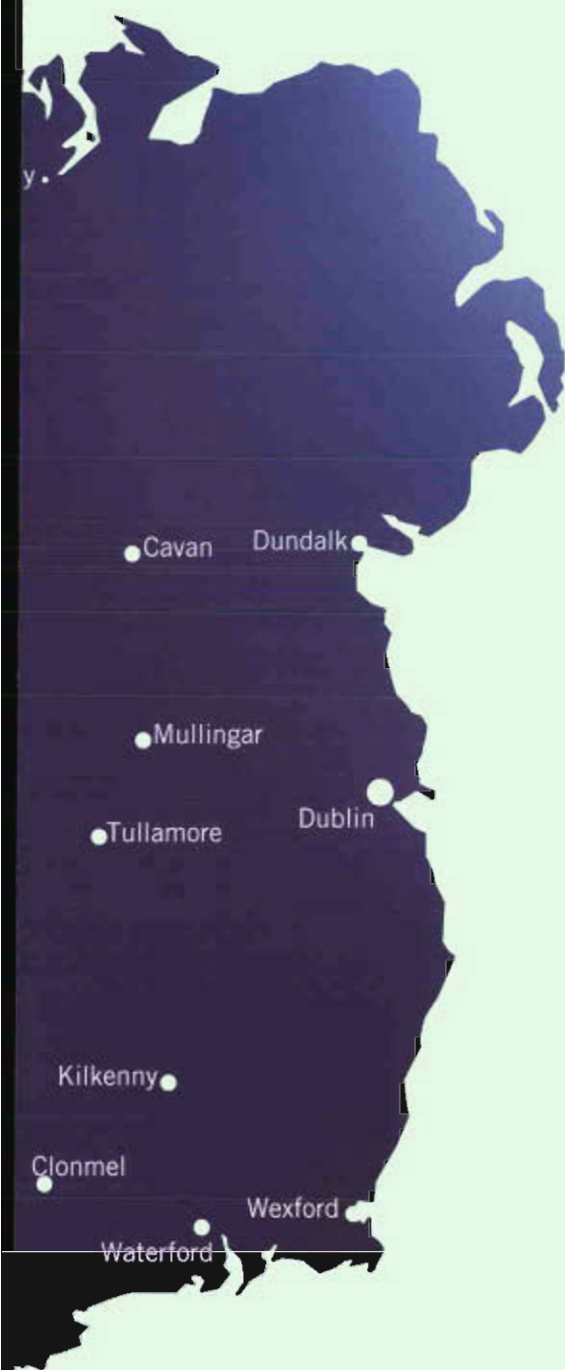 y
Dundalk
Cavan
Mullingar
Dublin
Tullamore
Kilkenny
Clonmel
Wexford
Waterford